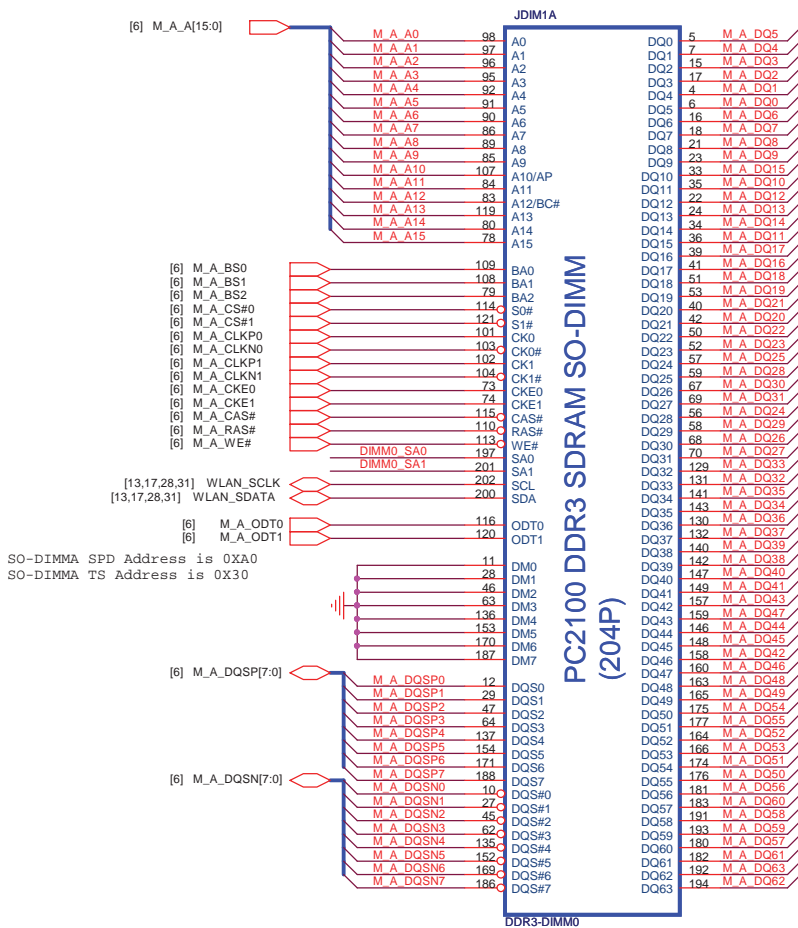 JDIM1A
[6] M_A_A[15:0]
M_A_A0 98 A0
M_A_A1 97 A1
M_A_A2 96 A2
M_A_A3 95 A3
M_A_A4 92 A4
M_A_A5 91 A5
M_A_A6 90 A6
M_A_A7 86 A7
M_A_A8 89 A8
M_A_A9 85 A9
M_A_A10 107 A10/AP
M_A_A11 84 A11
M_A_A12 83 A12/BC#
M_A_A13 119 A13
M_A_A14 80 A14
M_A_A15 78 A15
[6] M_A_BS0 109 BA0
[6] M_A_BS1 108 BA1
[6] M_A_BS2 79 BA2
[6] M_A_CS#0 114 S0#
[6] M_A_CS#1 121 S1#
[6] M_A_CLKP0 101 CK0
[6] M_A_CLKN0 103 CK0#
[6] M_A_CLKP1 102 CK1
[6] M_A_CLKN1 104 CK1#
[6] M_A_CKE0 73 CKE0
[6] M_A_CKE1 74 CKE1
[6] M_A_CAS# 115 CAS#
[6] M_A_RAS# 110 RAS#
[6] M_A_WE# 113 WE#
DIMM0_SA0 197 SA0
DIMM0_SA1 201 SA1
[13,17,28,31] WLAN_SCLK 202 SCL
[13,17,28,31] WLAN_SDATA 200 SDA
[6] M_A_ODT0 116 ODT0
[6] M_A_ODT1 120 ODT1
SO-DIMMA SPD Address is 0XA0
SO-DIMMA TS Address is 0X30
11 DM0
28 DM1
46 DM2
63 DM3
136 DM4
153 DM5
170 DM6
187 DM7
[6] M_A_DQSP[7:0]
M_A_DQSP0 12 DQS0
M_A_DQSP1 29 DQS1
M_A_DQSP2 47 DQS2
M_A_DQSP3 64 DQS3
M_A_DQSP4 137 DQS4
M_A_DQSP5 154 DQS5
M_A_DQSP6 171 DQS6
M_A_DQSP7 188 DQS7
[6] M_A_DQSN[7:0]
M_A_DQSN0 10 DQS#0
M_A_DQSN1 27 DQS#1
M_A_DQSN2 45 DQS#2
M_A_DQSN3 62 DQS#3
M_A_DQSN4 135 DQS#4
M_A_DQSN5 152 DQS#5
M_A_DQSN6 169 DQS#6
M_A_DQSN7 186 DQS#7
PC2100 DDR3 SDRAM SO-DIMM
(204P)
DQ0 5 M_A_DQ5
DQ1 7 M_A_DQ4
DQ2 15 M_A_DQ3
DQ3 17 M_A_DQ2
DQ4 4 M_A_DQ1
DQ5 6 M_A_DQ0
DQ6 16 M_A_DQ6
DQ7 18 M_A_DQ7
DQ8 21 M_A_DQ8
DQ9 23 M_A_DQ9
DQ10 33 M_A_DQ15
DQ11 35 M_A_DQ10
DQ12 22 M_A_DQ12
DQ13 24 M_A_DQ13
DQ14 34 M_A_DQ14
DQ15 36 M_A_DQ11
DQ16 39 M_A_DQ17
DQ17 41 M_A_DQ16
DQ18 51 M_A_DQ18
DQ19 53 M_A_DQ19
DQ20 40 M_A_DQ21
DQ21 42 M_A_DQ20
DQ22 50 M_A_DQ22
DQ23 52 M_A_DQ23
DQ24 57 M_A_DQ25
DQ25 59 M_A_DQ28
DQ26 67 M_A_DQ30
DQ27 69 M_A_DQ31
DQ28 56 M_A_DQ24
DQ29 58 M_A_DQ29
DQ30 68 M_A_DQ26
DQ31 70 M_A_DQ27
DQ32 129 M_A_DQ33
DQ33 131 M_A_DQ32
DQ34 141 M_A_DQ35
DQ35 143 M_A_DQ34
DQ36 130 M_A_DQ36
DQ37 132 M_A_DQ37
DQ38 140 M_A_DQ39
DQ39 142 M_A_DQ38
DQ40 147 M_A_DQ40
DQ41 149 M_A_DQ41
DQ42 157 M_A_DQ43
DQ43 159 M_A_DQ47
DQ44 146 M_A_DQ44
DQ45 148 M_A_DQ45
DQ46 158 M_A_DQ42
DQ47 160 M_A_DQ46
DQ48 163 M_A_DQ48
DQ49 165 M_A_DQ49
DQ50 175 M_A_DQ54
DQ51 177 M_A_DQ55
DQ52 164 M_A_DQ52
DQ53 166 M_A_DQ53
DQ54 174 M_A_DQ51
DQ55 176 M_A_DQ50
DQ56 181 M_A_DQ56
DQ57 183 M_A_DQ60
DQ58 191 M_A_DQ58
DQ59 193 M_A_DQ59
DQ60 180 M_A_DQ57
DQ61 182 M_A_DQ61
DQ62 192 M_A_DQ63
DQ63 194 M_A_DQ62
DDR3-DIMM0